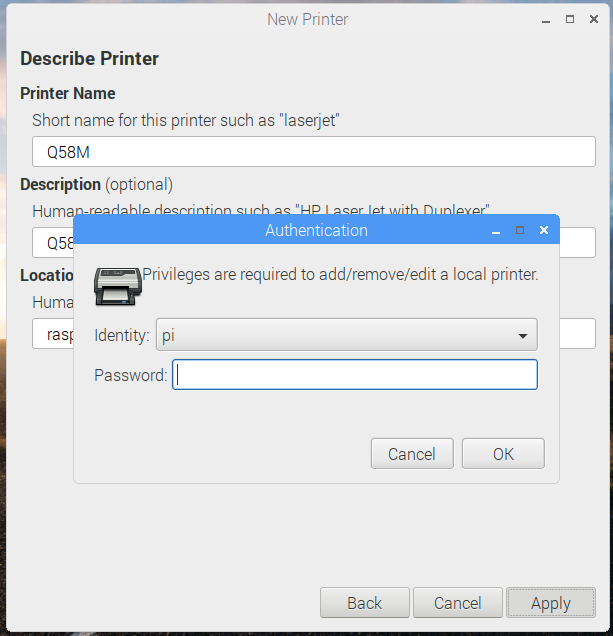 New Printer
Describe Printer
Printer Name
Short name for this printer such as "laserjet"
Q58M
Description (optional)
Human-readable description such as "HP LaserJet with Duplexer"
Q58
Authentication
Locatio
Privileges are required to add/remove/edit a local printer.
Huma
rasp
Identity: pi
Password:
Cancel OK
Back Cancel Apply